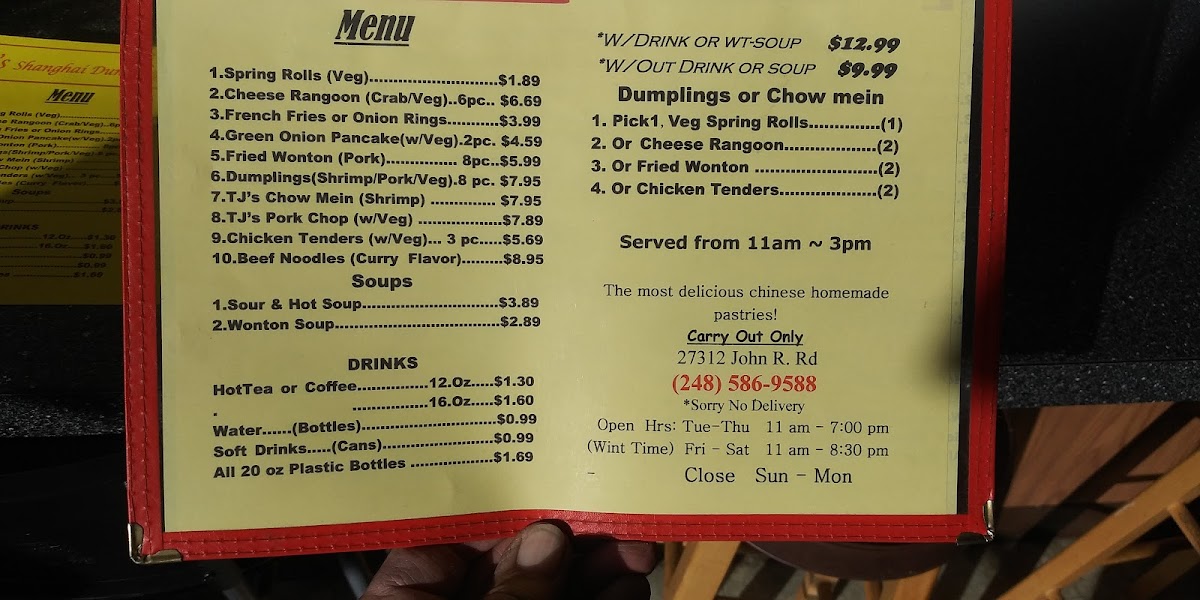 's Shanghai Dum
Menu
Menu
1.Spring Rolls (Veg)............................$1.89
2.Cheese Rangoon (Crab/Veg)..6pc.. $6.69
3.French Fries or Onion Rings...........$3.99
4.Green Onion Pancake(w/Veg).2pc. $4.59
5.Fried Wonton (Pork)............... 8pc..$5.99
6.Dumplings(Shrimp/Pork/Veg).8 pc. $7.95
7.TJ's Chow Mein (Shrimp) .............. $7.95
8.TJ's Pork Chop (w/Veg) .................$7.89
9.Chicken Tenders (w/Veg)... 3 pc.....$5.69
10.Beef Noodles (Curry Flavor).........$8.95
Soups
1.Sour & Hot Soup.............................$3.89
2.Wonton Soup...................................$2.89
DRINKS
HotTea or Coffee...............12.Oz.....$1.30
. ................16.Oz.....$1.60
Water......(Bottles)............................$0.99
Soft Drinks.....(Cans).......................$0.99
All 20 oz Plastic Bottles .................$1.69
*W/DRINK OR WT-SOUP $12.99
*W/OUT DRINK OR SOUP $9.99
Dumplings or Chow mein
1. Pick1, Veg Spring Rolls..............(1)
2. Or Cheese Rangoon..................(2)
3. Or Fried Wonton ........................(2)
4. Or Chicken Tenders...................(2)
Served from 11am ~ 3pm
The most delicious chinese homemade
pastries!
Carry Out Only
27312 John R. Rd
(248) 586-9588
*Sorry No Delivery
Open Hrs: Tue-Thu 11 am - 7:00 pm
(Wint Time) Fri - Sat 11 am - 8:30 pm
- Close Sun - Mon